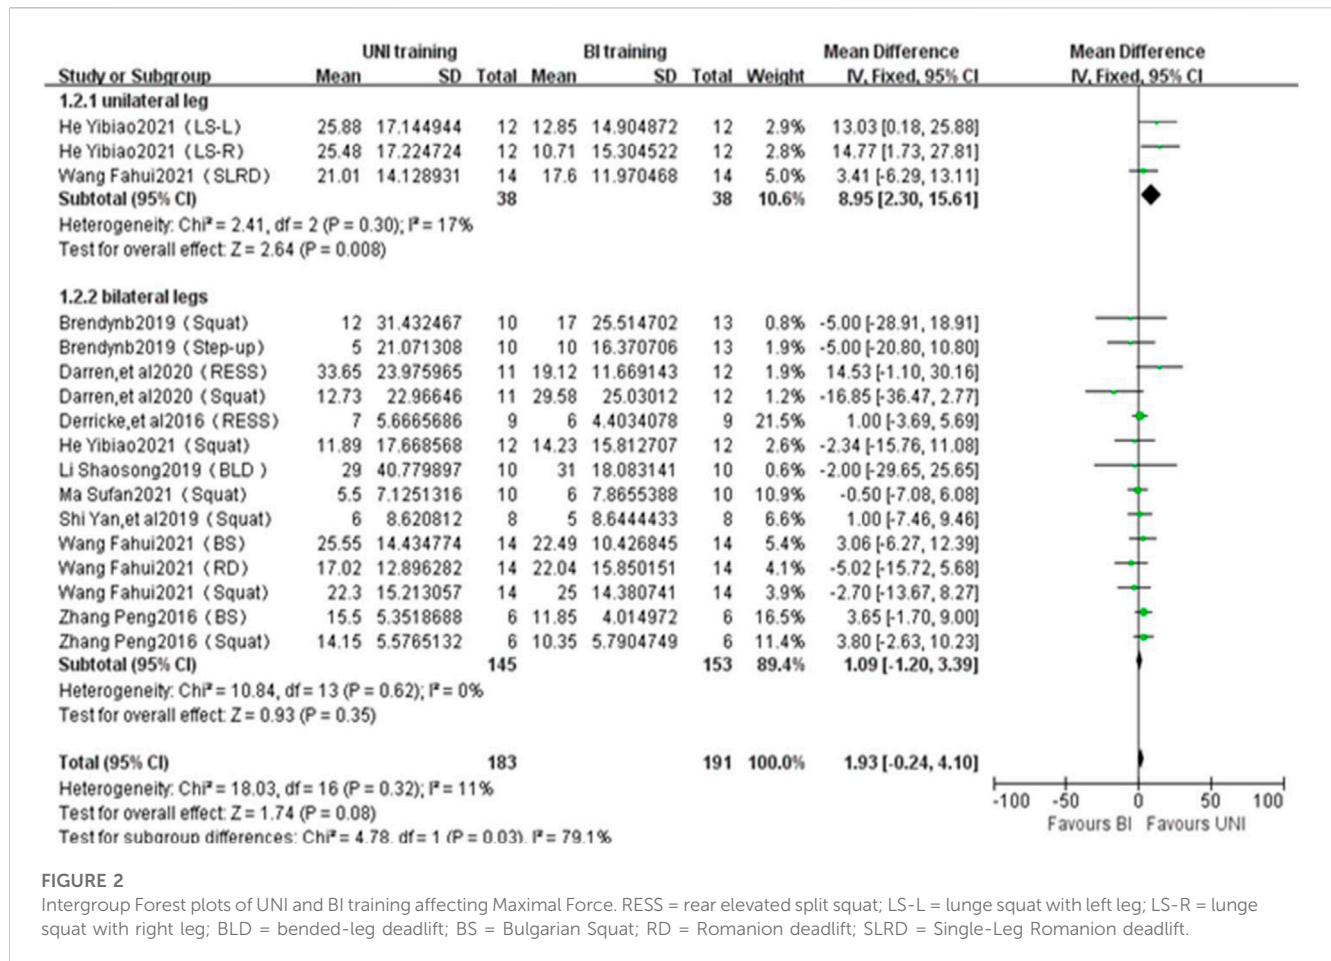 UNI training BI training Mean Difference Mean Difference
Study or Subgroup Mean SD Total Mean SD Total Weight IV, Fixed, 95% CI IV, Fixed, 95% CI
1.2.1 unilateral leg
He Yibiao2021 (LS-L) 25.88 17.144944 12 12.85 14.904872 12 2.9% 13.03 [0.18, 25.88]
He Yibiao2021 (LS-R) 25.48 17.224724 12 10.71 15.304522 12 2.8% 14.77 [1.73, 27.81]
Wang Fahui2021 (SLRD) 21.01 14.128931 14 17.6 11.970468 14 5.0% 3.41 [-6.29, 13.11]
Subtotal (95% CI) 38 38 10.6% 8.95 [2.30, 15.61]
Heterogeneity: Chi² = 2.41, df = 2 (P = 0.30); I² = 17%
Test for overall effect: Z = 2.64 (P = 0.008)
1.2.2 bilateral legs
Brendynb2019 (Squat) 12 31.432467 10 17 25.514702 13 0.8% -5.00 [-28.91, 18.91]
Brendynb2019 (Step-up) 5 21.071308 10 10 16.370706 13 1.9% -5.00 [-20.80, 10.80]
Darren,et al2020 (RESS) 33.65 23.975965 11 19.12 11.669143 12 1.9% 14.53 [-1.10, 30.16]
Darren,et al2020 (Squat) 12.73 22.96646 11 29.58 25.03012 12 1.2% -16.85 [-36.47, 2.77]
Derricke,et al2016 (RESS) 7 5.6665686 9 6 4.4034078 9 21.5% 1.00 [-3.69, 5.69]
He Yibiao2021 (Squat) 11.89 17.668568 12 14.23 15.812707 12 2.6% -2.34 [-15.76, 11.08]
Li Shaosong2019 (BLD) 29 40.779897 10 31 18.083141 10 0.6% -2.00 [-29.65, 25.65]
Ma Sufan2021 (Squat) 5.5 7.1251316 10 6 7.8655388 10 10.9% -0.50 [-7.08, 6.08]
Shi Yan,et al2019 (Squat) 6 8.620812 8 5 8.6444433 8 6.6% 1.00 [-7.46, 9.46]
Wang Fahui2021 (BS) 25.55 14.434774 14 22.49 10.426845 14 5.4% 3.06 [-6.27, 12.39]
Wang Fahui2021 (RD) 17.02 12.896282 14 22.04 15.850151 14 4.1% -5.02 [-15.72, 5.68]
Wang Fahui2021 (Squat) 22.3 15.213057 14 25 14.380741 14 3.9% -2.70 [-13.67, 8.27]
Zhang Peng2016 (BS) 15.5 5.3518688 6 11.85 4.014972 6 16.5% 3.65 [-1.70, 9.00]
Zhang Peng2016 (Squat) 14.15 5.5765132 6 10.35 5.7904749 6 11.4% 3.80 [-2.63, 10.23]
Subtotal (95% CI) 145 153 89.4% 1.09 [-1.20, 3.39]
Heterogeneity: Chi² = 10.84, df = 13 (P = 0.62); I² = 0%
Test for overall effect: Z = 0.93 (P = 0.35)
Total (95% CI) 183 191 100.0% 1.93 [-0.24, 4.10]
Heterogeneity: Chi² = 18.03, df = 16 (P = 0.32); I² = 11%
Test for overall effect: Z = 1.74 (P = 0.08)
Test for subgroup differences: Chi² = 4.78, df = 1 (P = 0.03), I² = 79.1%
-100 -50 0 50 100
Favours BI Favours UNI
FIGURE 2
Intergroup Forest plots of UNI and BI training affecting Maximal Force. RESS = rear elevated split squat; LS-L = lunge squat with left leg; LS-R = lunge
squat with right leg; BLD = bended-leg deadlift; BS = Bulgarian Squat; RD = Romanion deadlift; SLRD = Single-Leg Romanion deadlift.